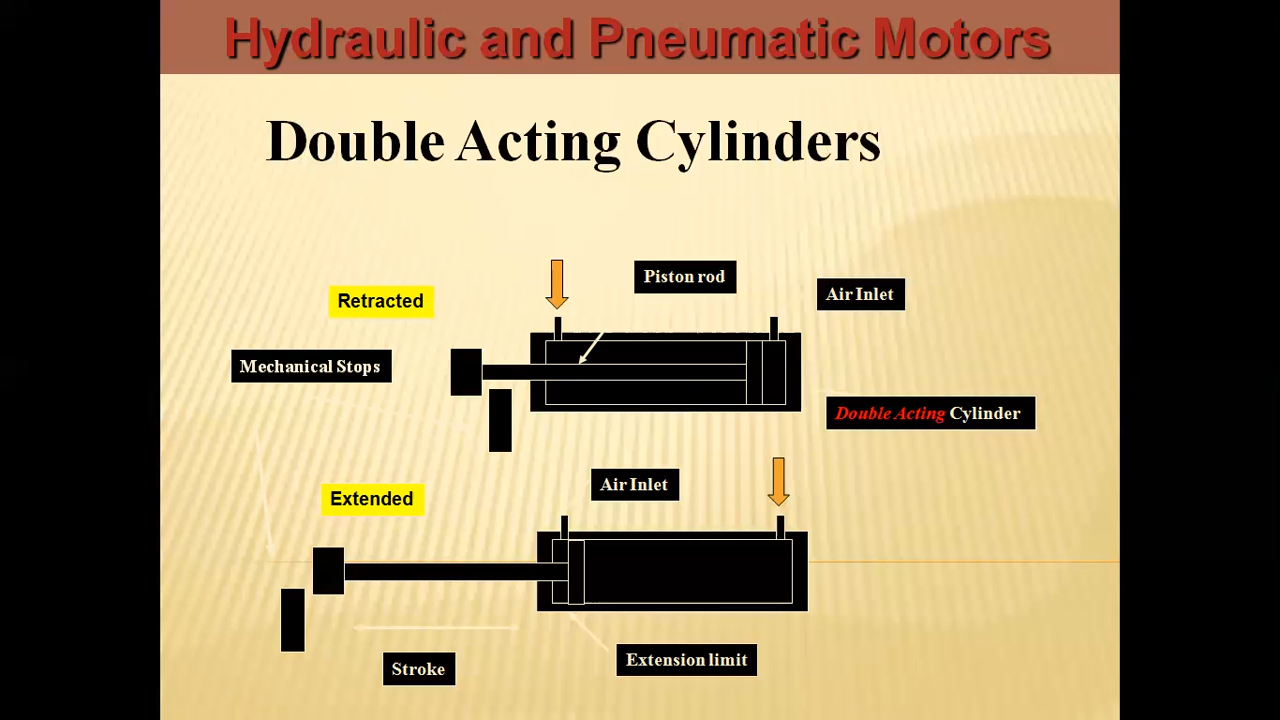 Hydraulic and Pneumatic Motors
Double Acting Cylinders
Piston rod
Air Inlet
Retracted
Mechanical Stops
Double Acting Cylinder
Air Inlet
Extended
Extension limit
Stroke